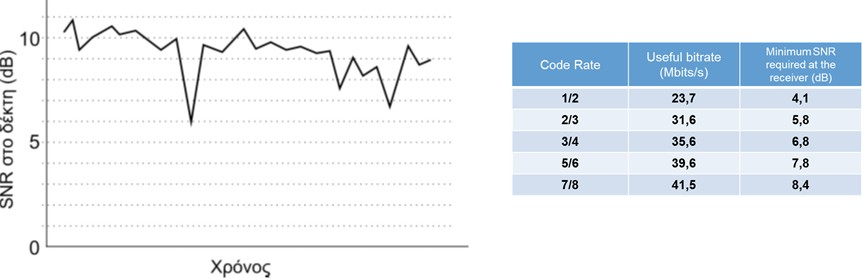 SNR στο δέκτη (dB)
10
5
0
Χρόνος
Code Rate
Useful bitrate
(Mbits/s)
Minimum SNR
required at the
receiver (dB)
1/2 23,7 4,1
2/3 31,6 5,8
3/4 35,6 6,8
5/6 39,6 7,8
7/8 41,5 8,4